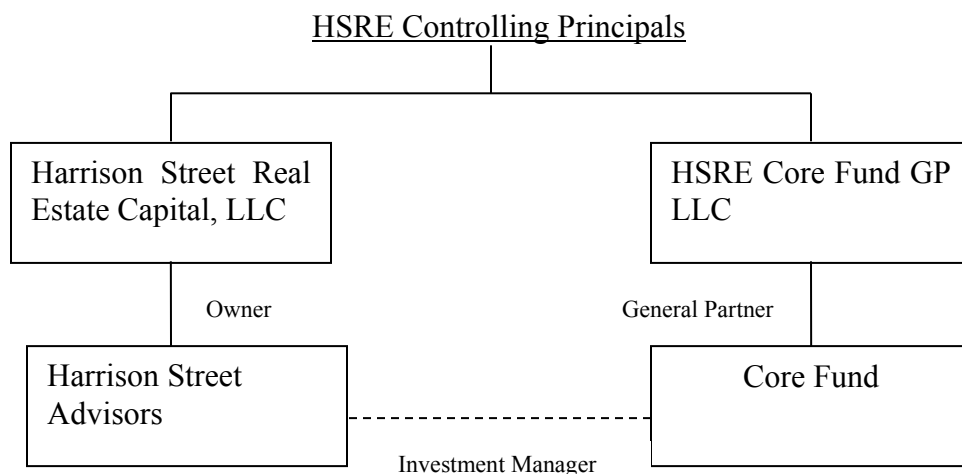 HSRE Controlling Principals
Harrison Street Real
Estate Capital, LLC
HSRE Core Fund GP
LLC
Owner
General Partner
Harrison Street
Advisors
Core Fund
Investment Manager